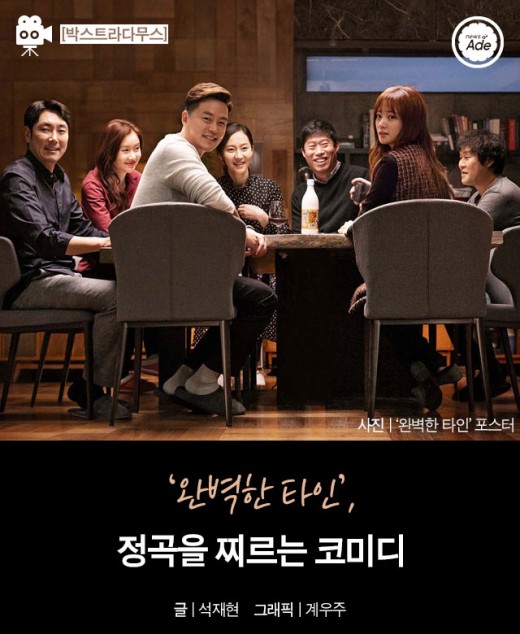 [박스트라다무스]
news Ade
사진 | ‘완벽한 타인’ 포스터
‘완벽한 타인’,
정곡을 찌르는 코미디
글 | 석재현 그래픽 | 계우주